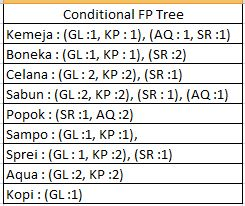 Conditional FP Tree
Kemeja : (GL :1, KP : 1), (AQ : 1, SR :1)
Boneka : (GL :1, KP :1), (SR :2)
Celana : (GL : 2, KP :2), (SR :1)
Sabun : (GL :2, KP :2), (SR :1), (AQ :1)
Popok : (SR :1, AQ :2)
Sampo : (GL :1, KP :1),
Sprei : (GL : 1, KP :2), (SR :1)
Aqua : (GL :2, KP :2)
Kopi : (GL :1)